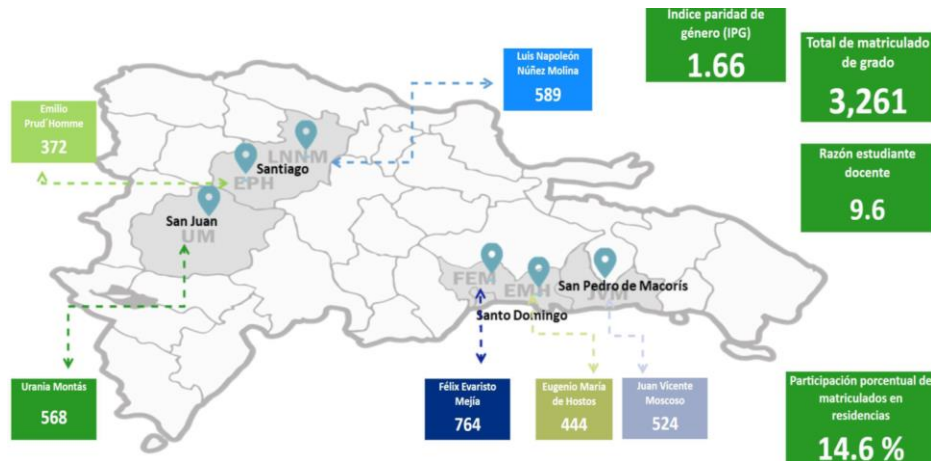 Indice paridad de
género (IPG)
1.66
Total de matriculado
de grado
3,261
Luis Napoleón
Núñez Molina
589
Emilio
Prud´Homme
372
LNNM
Santiago
EPH
Razón estudiante
docente
9.6
San Juan
UM
FEM
EMH
San Pedro de Macorís
JVM
Santo Domingo
Urania Montás
568
Félix Evaristo
Mejía
764
Eugenio María
de Hostos
444
Juan Vicente
Moscoso
524
Participación porcentual de
matriculados en
residencias
14.6 %